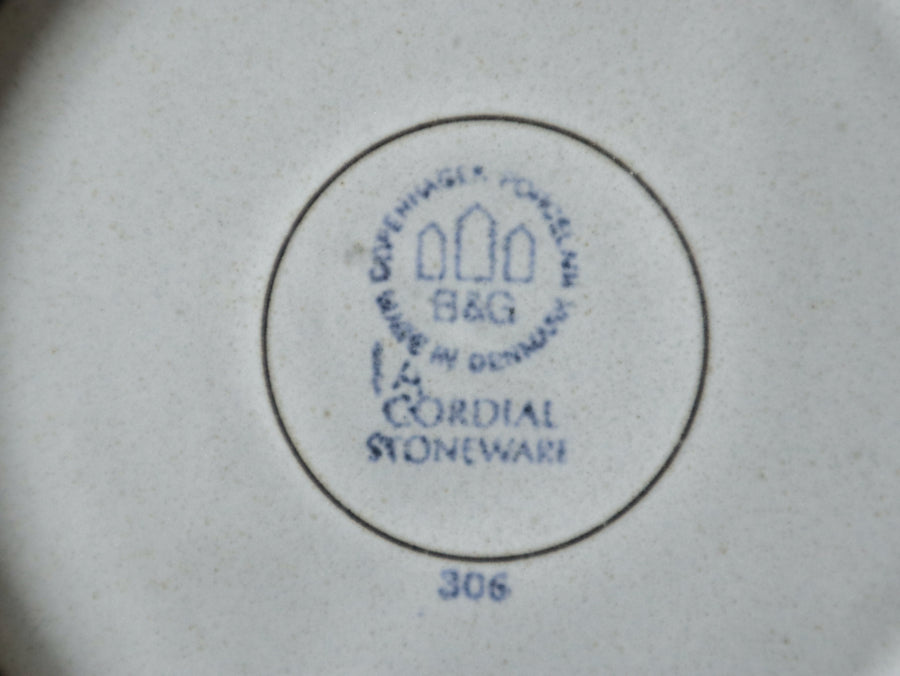 COPENHAGEN PORCELAIN
MADE IN DENMARK
B&G
CORDIAL
STONEWARE
306